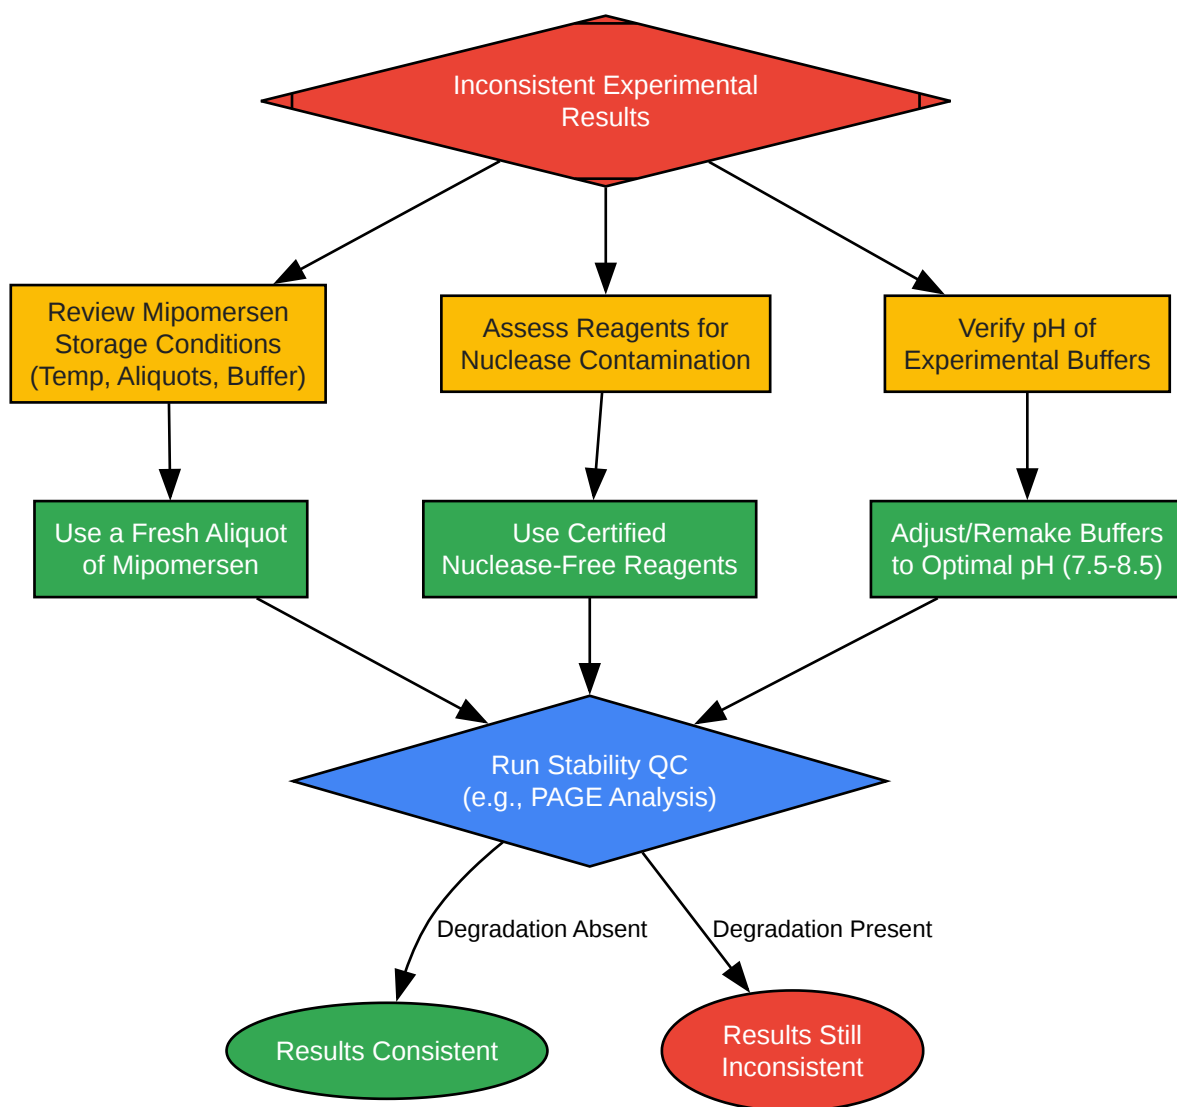 Inconsistent Experimental
Results
Review Mipomersen
Storage Conditions
(Temp, Aliquots, Buffer)
Assess Reagents for
Nuclease Contamination
Verify pH of
Experimental Buffers
Use a Fresh Aliquot
of Mipomersen
Use Certified
Nuclease-Free Reagents
Adjust/Remake Buffers
to Optimal pH (7.5-8.5)
Run Stability QC
(e.g., PAGE Analysis)
Degradation Absent
Degradation Present
Results Consistent
Results Still
Inconsistent